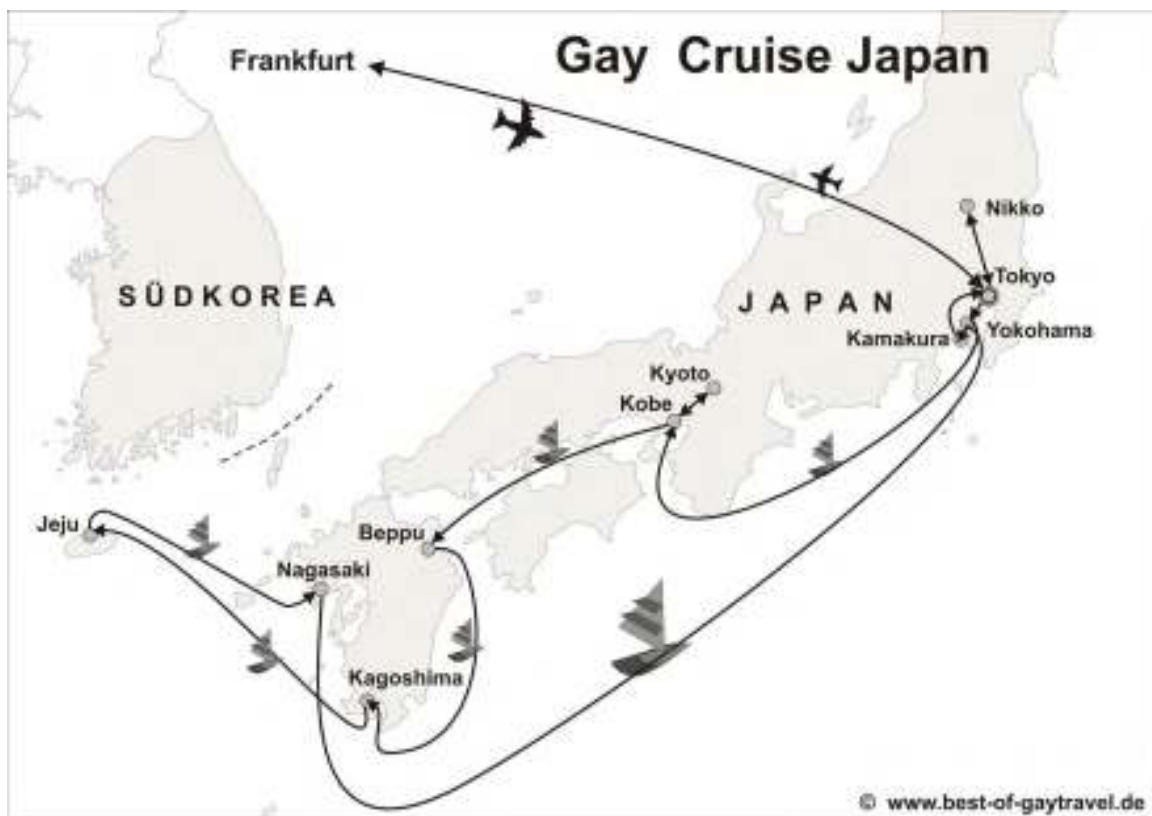 Gay Cruise Japan
Frankfurt
Nikko
Tokyo
SÜDKOREA
JAPAN
Kamakura
Yokohama
Kyoto
Kobe
Jeju
Beppu
Nagasaki
Kagoshima
© www.best-of-gaytravel.de